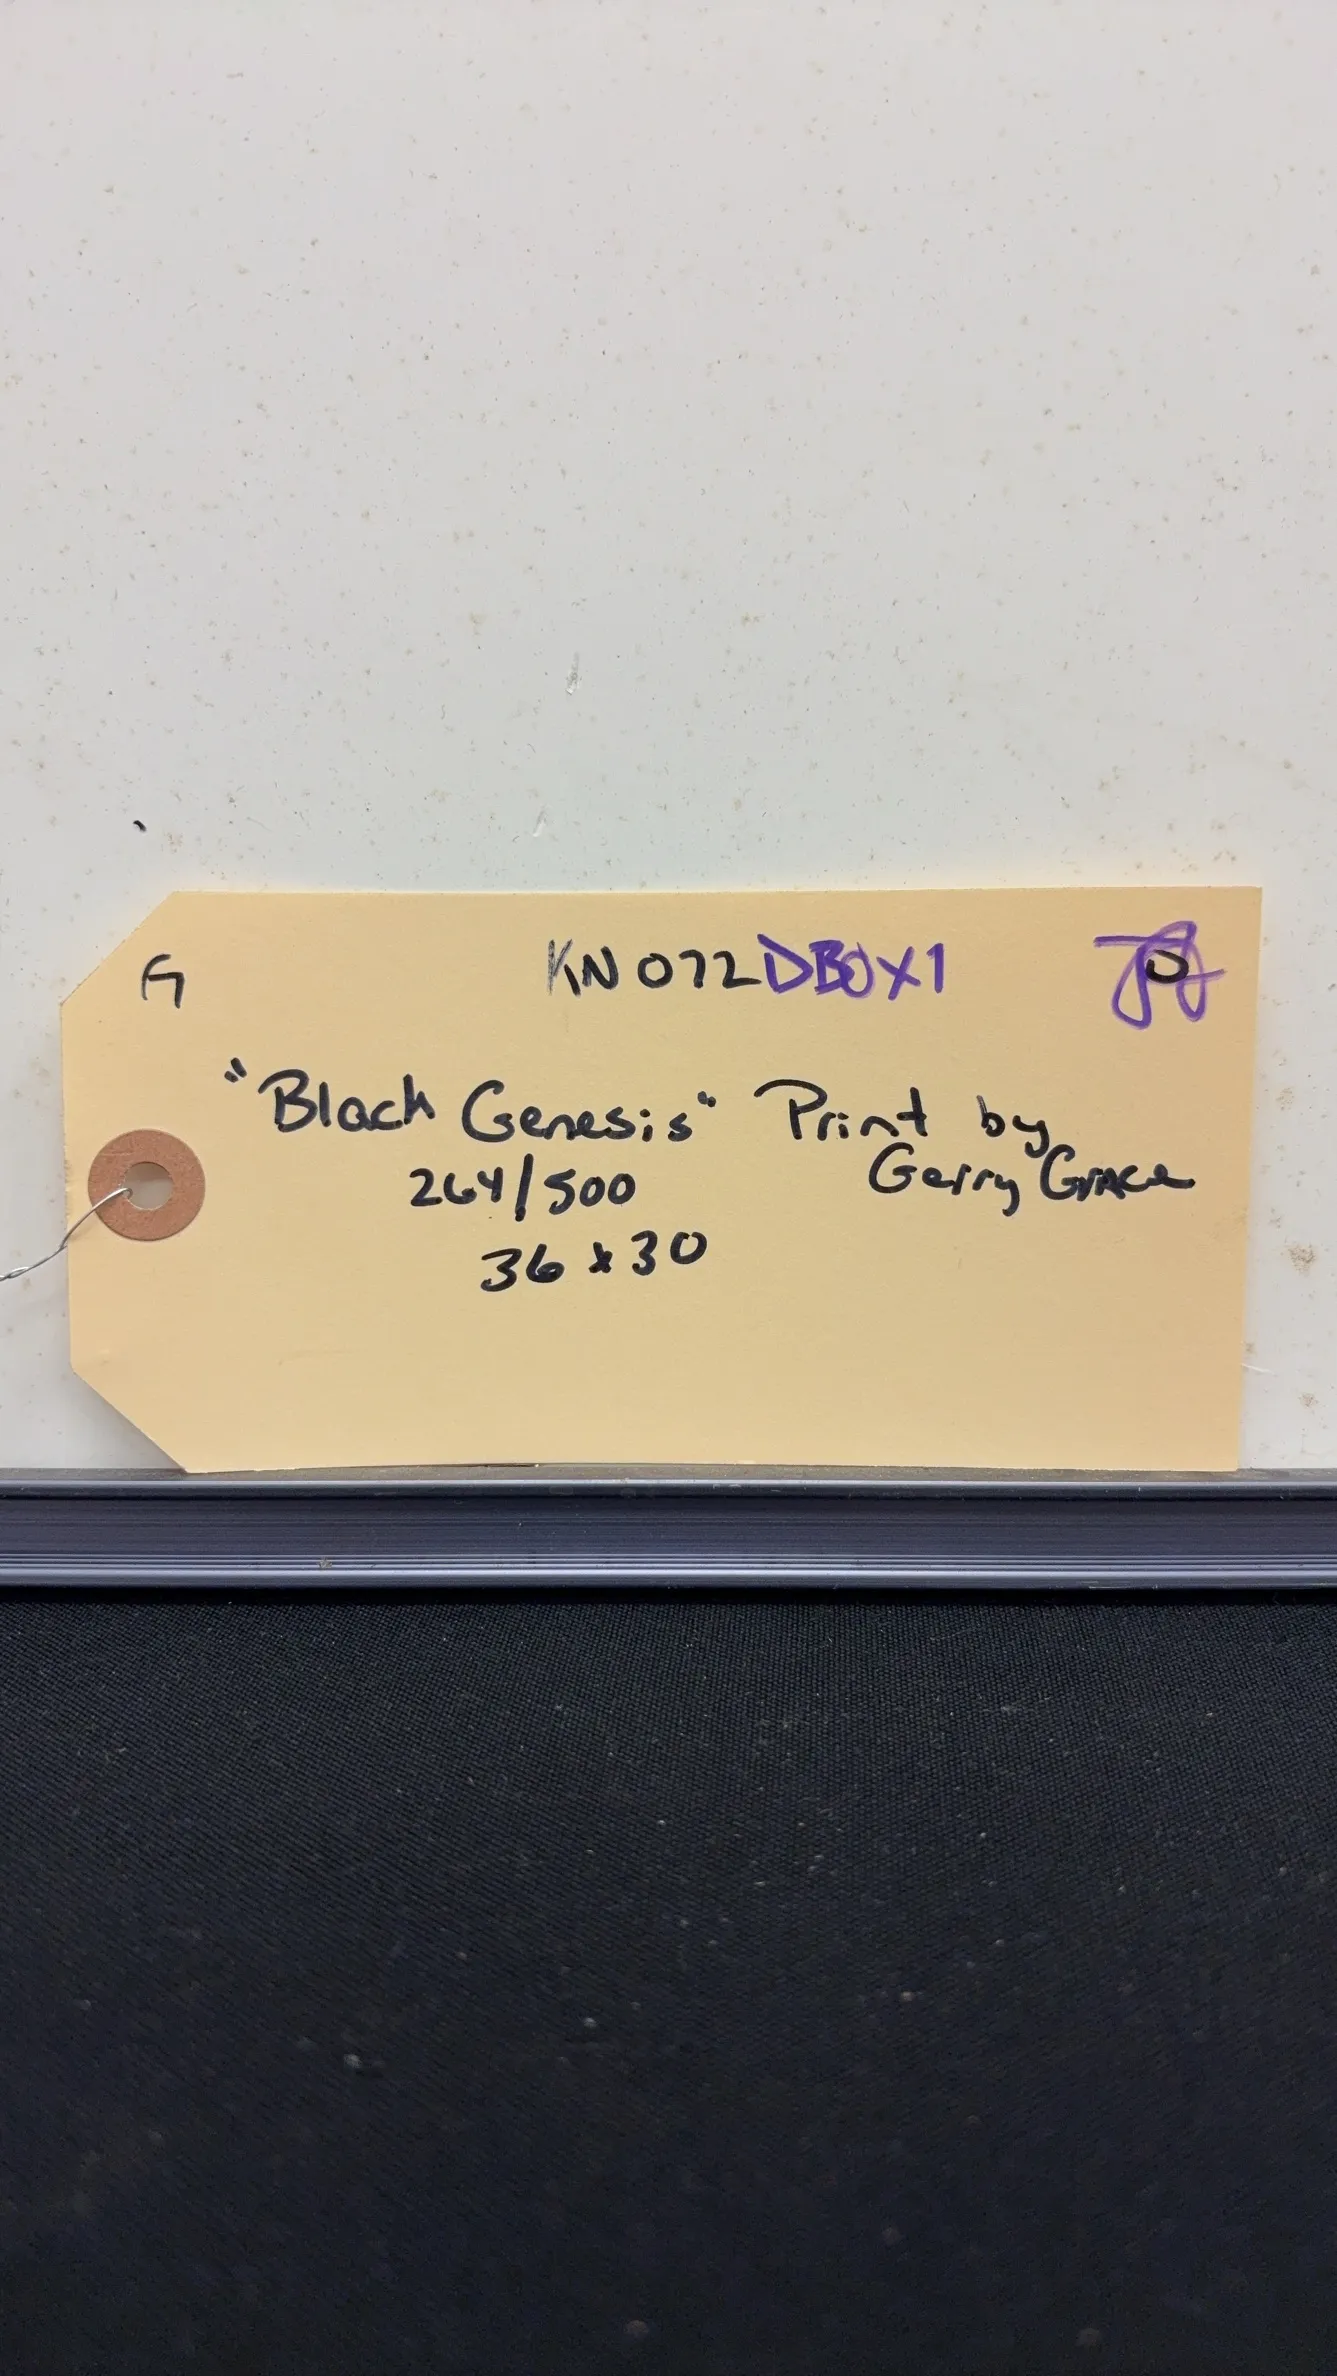 G KN072DBOX1
"Black Genesis" Print by
Gerry Grace
264/500
36 x 30